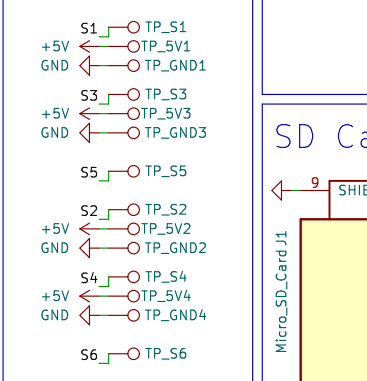 S1 TP_S1
+5V TP_5V1
GND TP_GND1
S3 TP_S3
+5V TP_5V3
GND TP_GND3
S5 TP_S5
S2 TP_S2
+5V TP_5V2
GND TP_GND2
S4 TP_S4
+5V TP_5V4
GND TP_GND4
S6 TP_S6
SD Ca
9
SHIE
Micro_SD_Card J1